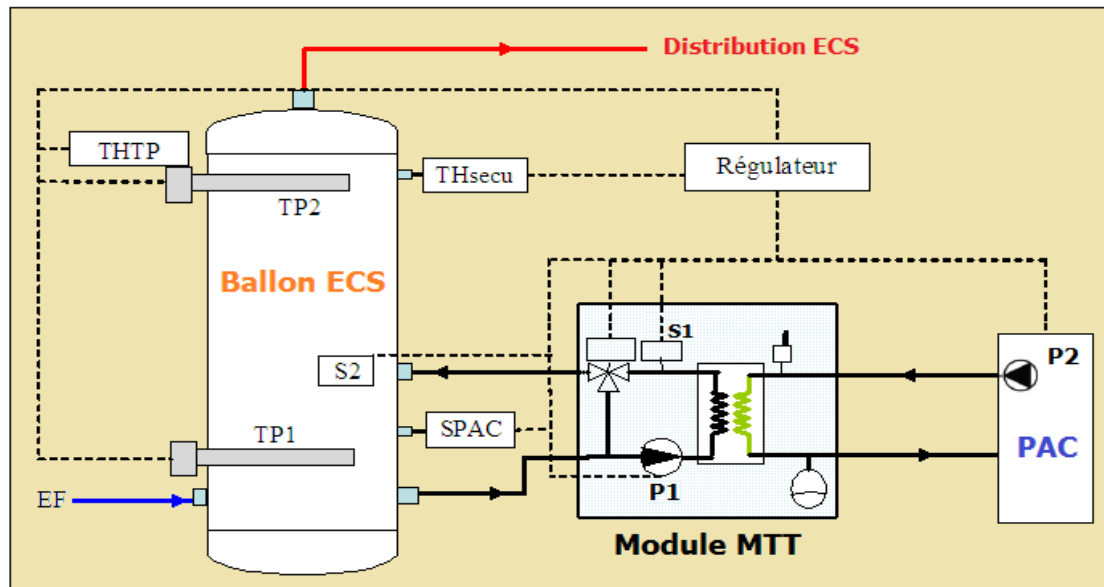 Distribution ECS
THTP
THsecu
Régulateur
TP2
Ballon ECS
S1
P2
S2
TP1
SPAC
PAC
EF
P1
Module MTT